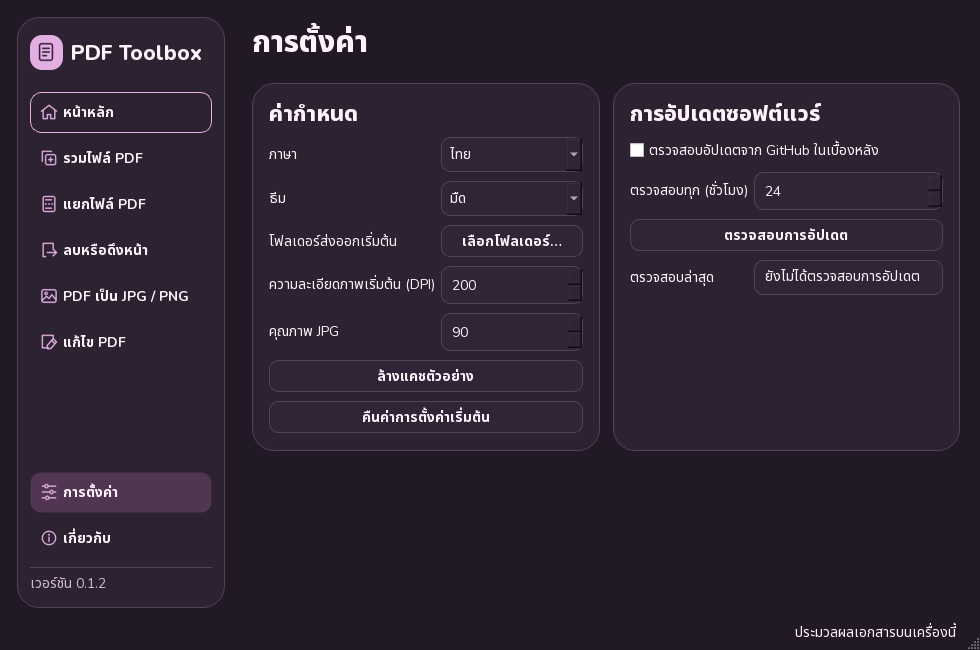 PDF Toolbox
หน้าหลัก
รวมไฟล์ PDF
แยกไฟล์ PDF
ลบหรือดึงหน้า
PDF เป็น JPG / PNG
แก้ไข PDF
การตั้งค่า
เกี่ยวกับ
เวอร์ชัน 0.1.2
การตั้งค่า
ค่ากำหนด
ภาษา
ไทย
ธีม
มืด
โฟลเดอร์ส่งออกเริ่มต้น
เลือกโฟลเดอร์...
ความละเอียดภาพเริ่มต้น (DPI)
200
คุณภาพ JPG
90
ล้างแคชตัวอย่าง
คืนค่าการตั้งค่าเริ่มต้น
การอัปเดตซอฟต์แวร์
ตรวจสอบอัปเดตจาก GitHub ในเบื้องหลัง
ตรวจสอบทุก (ชั่วโมง)
24
ตรวจสอบการอัปเดต
ตรวจสอบล่าสุด
ยังไม่ได้ตรวจสอบการอัปเดต
ประมวลผลเอกสารบนเครื่องนี้